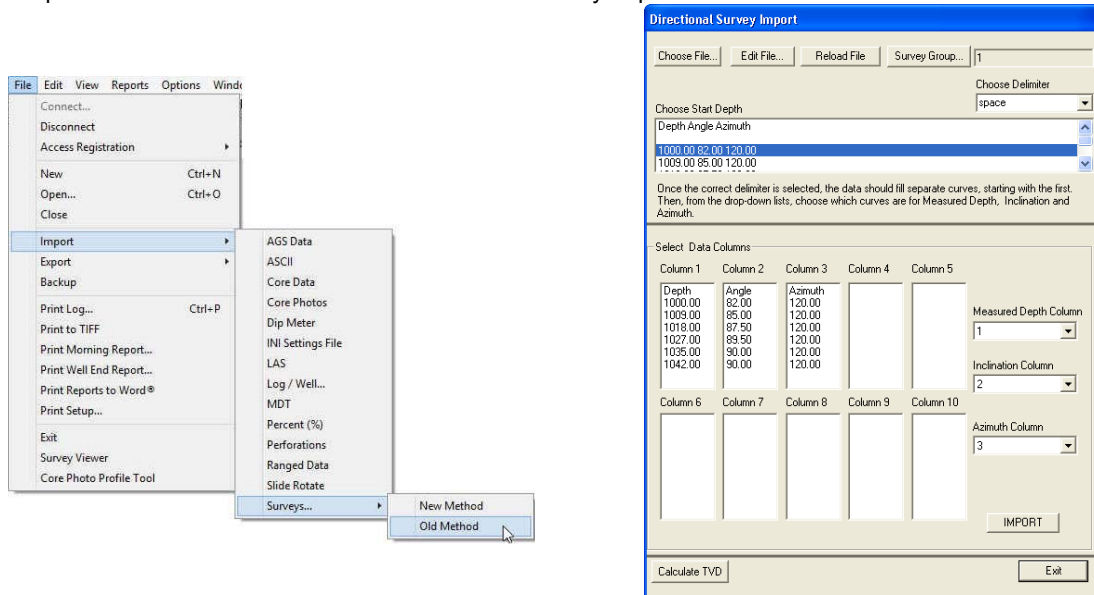 File Edit View Reports Options
Connect...
Disconnect
Access Registration
New Ctrl+N
Open... Ctrl+O
Close
Import
Export
Backup
Print Log... Ctrl+P
Print to TIFF
Print Morning Report...
Print Well End Report...
Print Reports to Word®
Print Setup...
Exit
Survey Viewer
Core Photo Profile Tool
AGS Data
ASCII
Core Data
Core Photos
Dip Meter
INI Settings File
LAS
Log / Well...
MDT
Percent (%)
Perforations
Ranged Data
Slide Rotate
Surveys...
New Method
Old Method
Directional Survey Import
Choose File... Edit File... Reload File Survey Group... 1
Choose Delimiter
space
Choose Start Depth
Depth Angle Azimuth
1000.00 82.00 120.00
1009.00 85.00 120.00
Once the correct delimiter is selected, the data should fill separate curves, starting with the first.
Then, from the drop-down lists, choose which curves are for Measured Depth, Inclination and
Azimuth.
Select Data Columns
Column 1 Column 2 Column 3 Column 4 Column 5
Depth Angle Azimuth
1000.00 82.00 120.00
1009.00 85.00 120.00
1018.00 87.50 120.00
1027.00 89.50 120.00
1035.00 90.00 120.00
1042.00 90.00 120.00
Measured Depth Column
1
Inclination Column
2
Column 6 Column 7 Column 8 Column 9 Column 10
Azimuth Column
3
IMPORT
Calculate TVD Exit